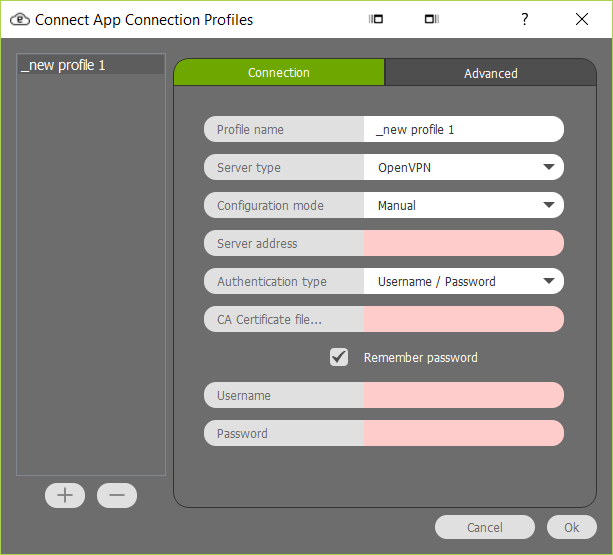 Connect App Connection Profiles
?
_new profile 1
Connection
Advanced
Profile name
_new profile 1
Server type
OpenVPN
Configuration mode
Manual
Server address
Authentication type
Username / Password
CA Certificate file...
Remember password
Username
Password
Cancel
Ok